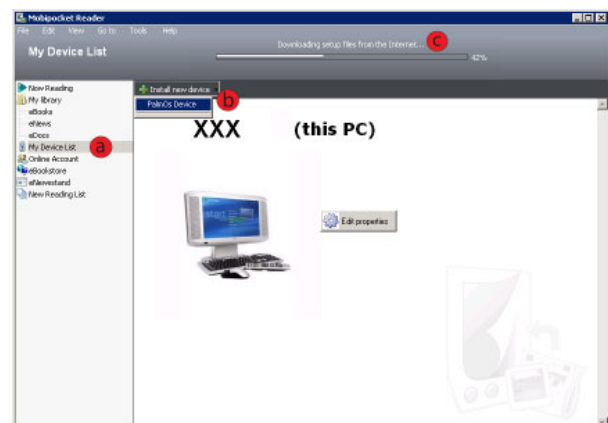 Mobipocket Reader
File Edit View Go to Tools Help
My Device List
Downloading setup files from the Internet... c
42%
Now Reading
My library
eBooks
eNews
eDocs
My Device List a
Online Account
eBookstore
eNewsstand
New Reading List
Install new device
PalmOs Device b
XXX (this PC)
Edit properties